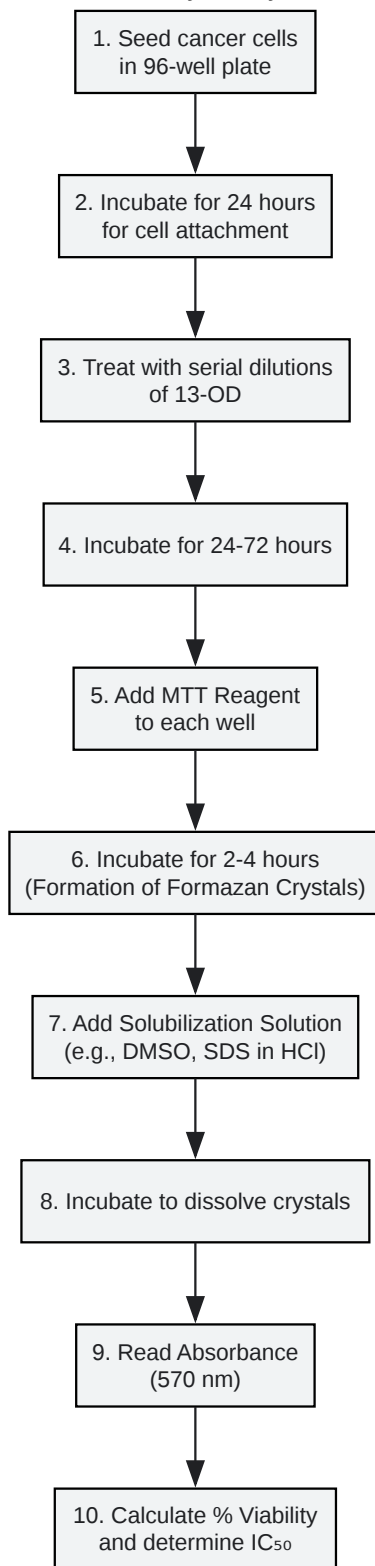 1. Seed cancer cells
in 96-well plate
2. Incubate for 24 hours
for cell attachment
3. Treat with serial dilutions
of 13-OD
4. Incubate for 24-72 hours
5. Add MTT Reagent
to each well
6. Incubate for 2-4 hours
(Formation of Formazan Crystals)
7. Add Solubilization Solution
(e.g., DMSO, SDS in HCl)
8. Incubate to dissolve crystals
9. Read Absorbance
(570 nm)
10. Calculate % Viability
and determine IC₅₀